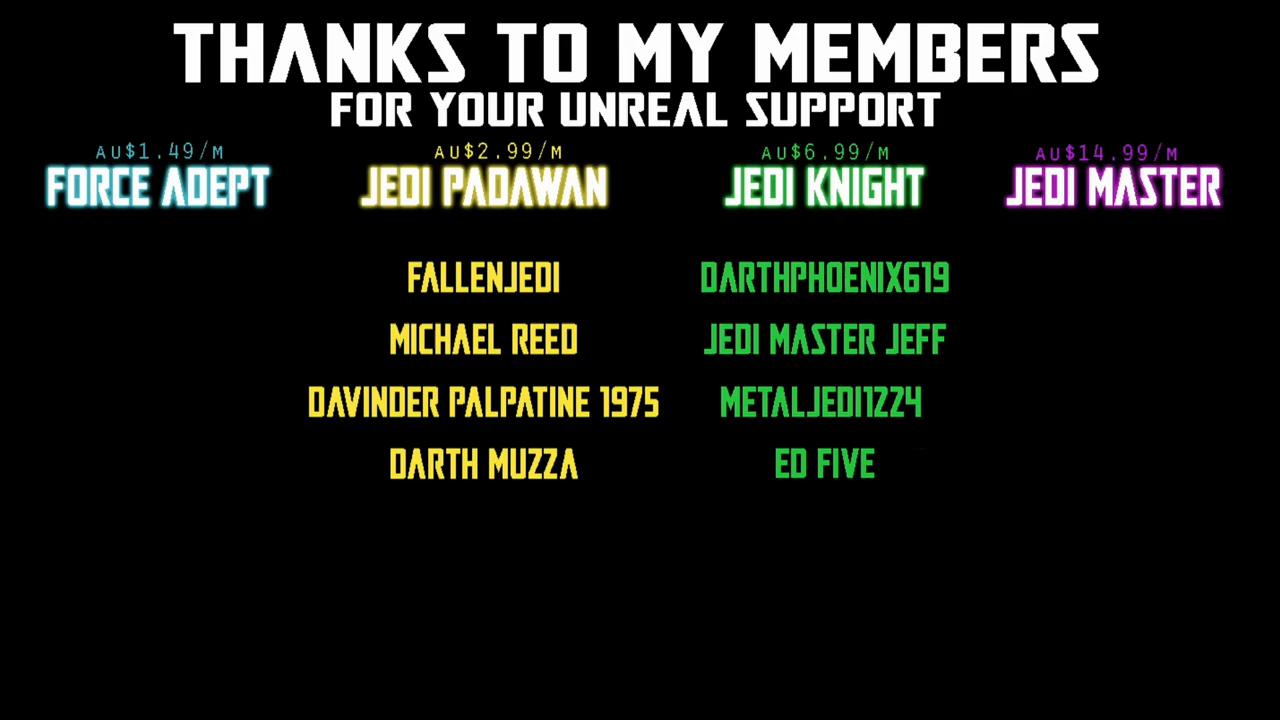 THANKS TO MY MEMBERS
FOR YOUR UNREAL SUPPORT
AU$1.49/M AU$2.99/M AU$6.99/M AU$14.99/M
FORCE ADEPT JEDI PADAWAN JEDI KNIGHT JEDI MASTER
FALLENJEDI DARTHPHOENIX619
MICHAEL REED JEDI MASTER JEFF
DAVINDER PALPATINE 1975 METALJEDI1224
DARTH MUZZA ED FIVE